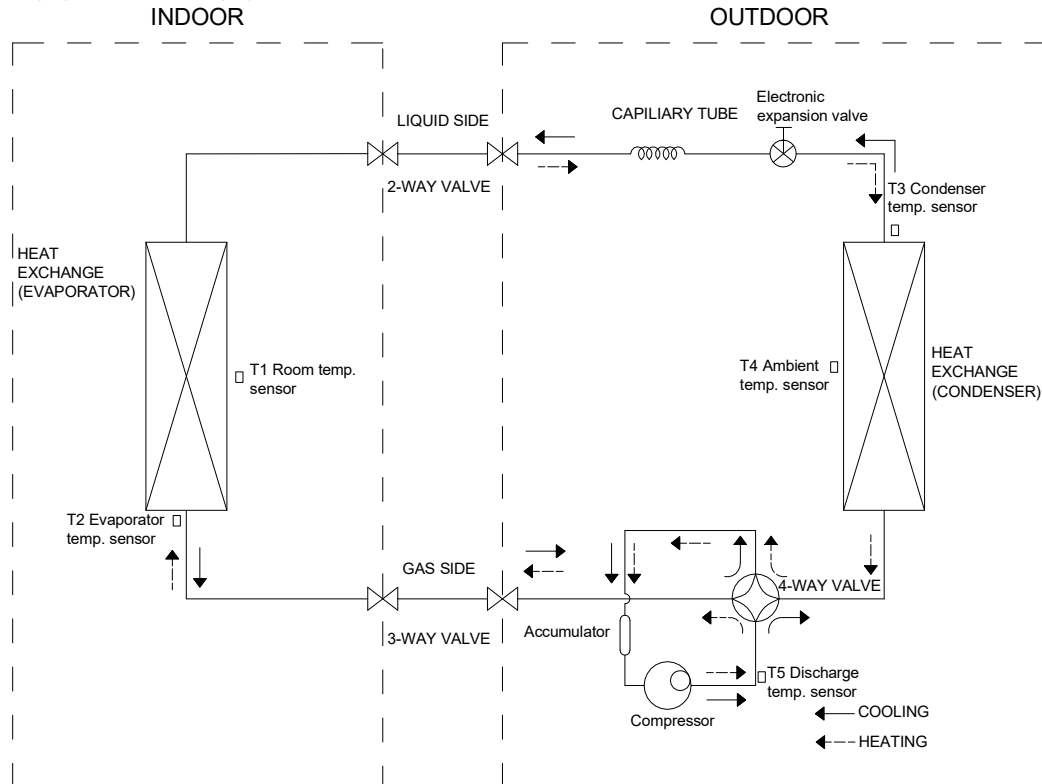 INDOOR
OUTDOOR
LIQUID SIDE
CAPILIARY TUBE
Electronic
expansion valve
2-WAY VALVE
T3 Condenser
temp. sensor
HEAT
EXCHANGE
(EVAPORATOR)
T1 Room temp.
sensor
T4 Ambient
temp. sensor
HEAT
EXCHANGE
(CONDENSER)
T2 Evaporator
temp. sensor
GAS SIDE
4-WAY VALVE
3-WAY VALVE
Accumulator
T5 Discharge
temp. sensor
Compressor
COOLING
HEATING